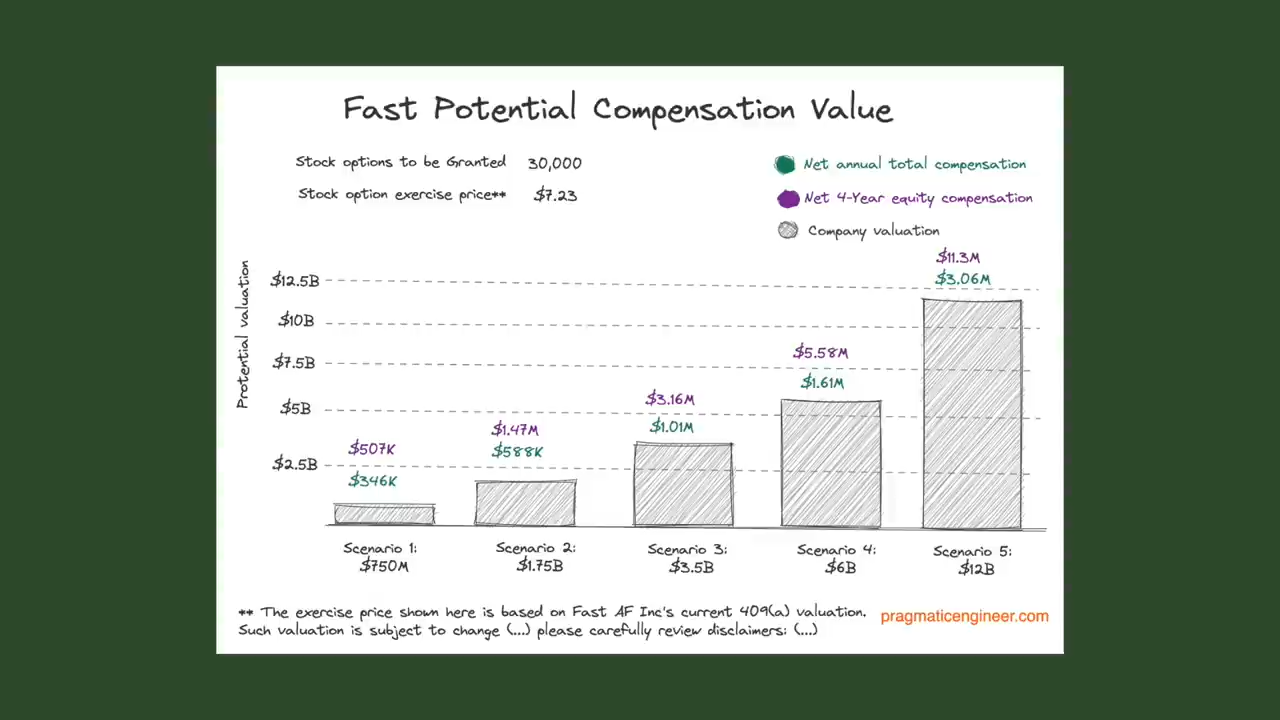 Fast Potential Compensation Value
Stock options to be Granted 30,000
Stock option exercise price** $7.23
Net annual total compensation
Net 4-Year equity compensation
Company valuation
Protential valuation
$12.5B
$10B
$7.5B
$5B
$2.5B
$507K
$346K
$1.47M
$588K
$3.16M
$1.01M
$5.58M
$1.61M
$11.3M
$3.06M
Scenario 1:
$750M
Scenario 2:
$1.75B
Scenario 3:
$3.5B
Scenario 4:
$6B
Scenario 5:
$12B
** The exercise price shown here is based on Fast AF Inc's current 409(a) valuation.
Such valuation is subject to change (...) please carefully review disclaimers: (...)
pragmaticengineer.com